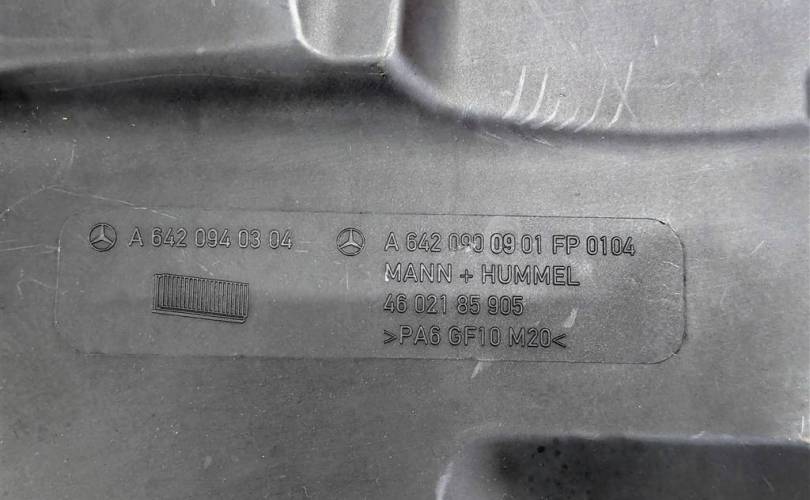 A 642 094 03 04
A 642 090 09 01 FP 0104
MANN + HUMMEL
46 021 85 905
>PA6 GF10 M20<